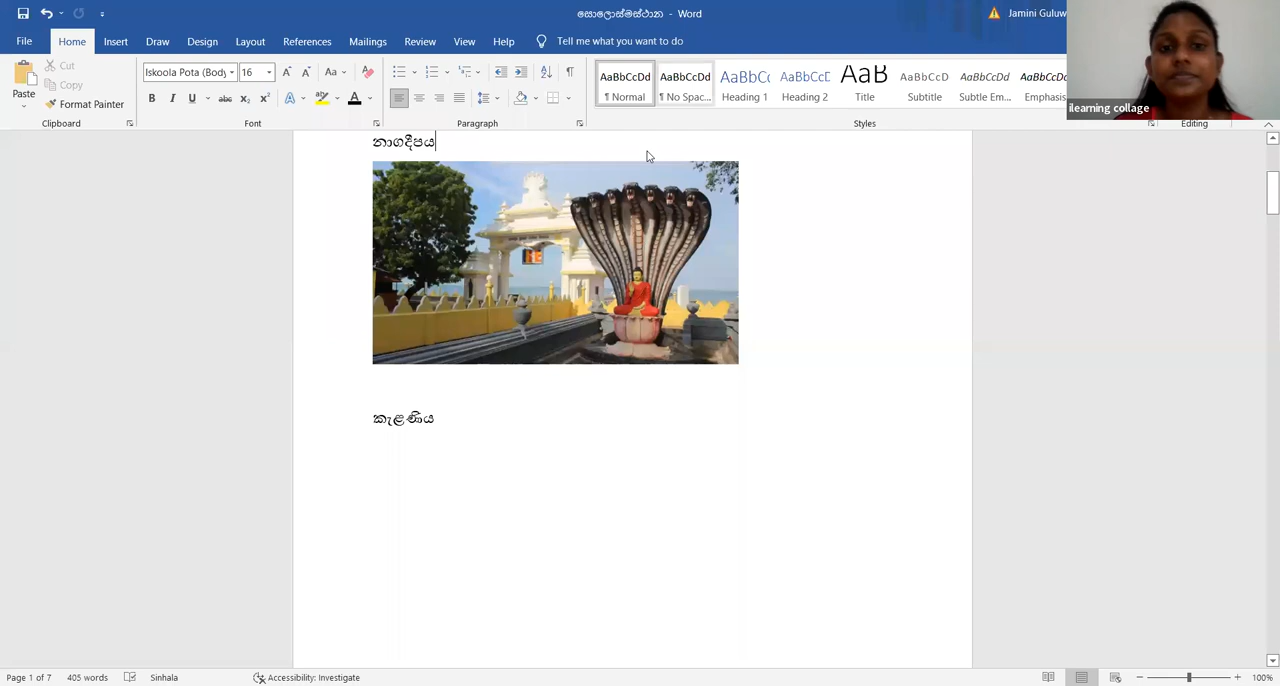 සොලොස්මස්ථාන - Word
Jamini Guluw
File Home Insert Draw Design Layout References Mailings Review View Help Tell me what you want to do
Paste
Cut
Copy
Format Painter
Clipboard
Iskoola Pota (Body 16
Font
Paragraph
AaBbCcDd AaBbCcDd AaBbCc AaBbCcD AaB AaBbCcD AaBbCcDd AaBbCcDd
¶ Normal ¶ No Spac... Heading 1 Heading 2 Title Subtitle Subtle Em... Emphasis
Styles
Editing
ilearning collage
නාගදීපය
කැළණිය
Page 1 of 7 405 words Sinhala Accessibility: Investigate 100%